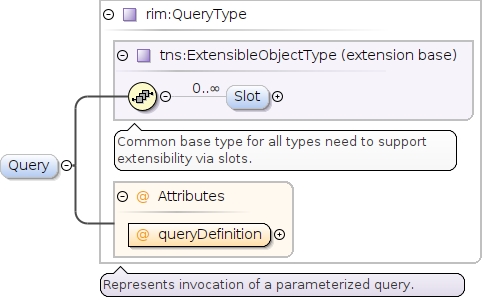 rim:QueryType
tns:ExtensibleObjectType (extension base)
0..∞
Slot
Common base type for all types need to support
extensibility via slots.
Query
@ Attributes
@ queryDefinition
Represents invocation of a parameterized query.